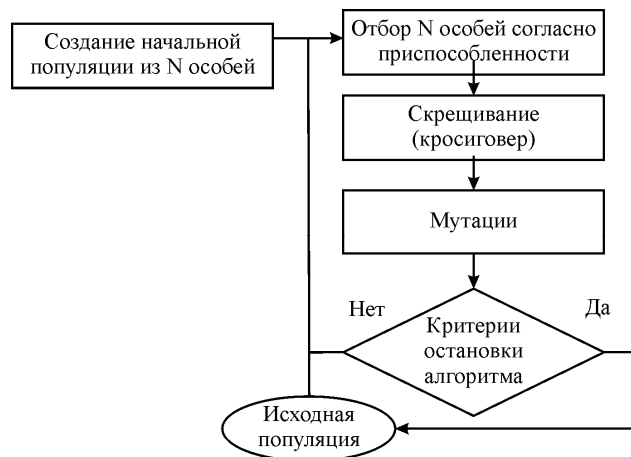 Создание начальной
популяции из N особей
Отбор N особей согласно
приспособленности
Скрещивание
(кросиговер)
Мутации
Нет
Да
Критерии
остановки
алгоритма
Исходная
популяция